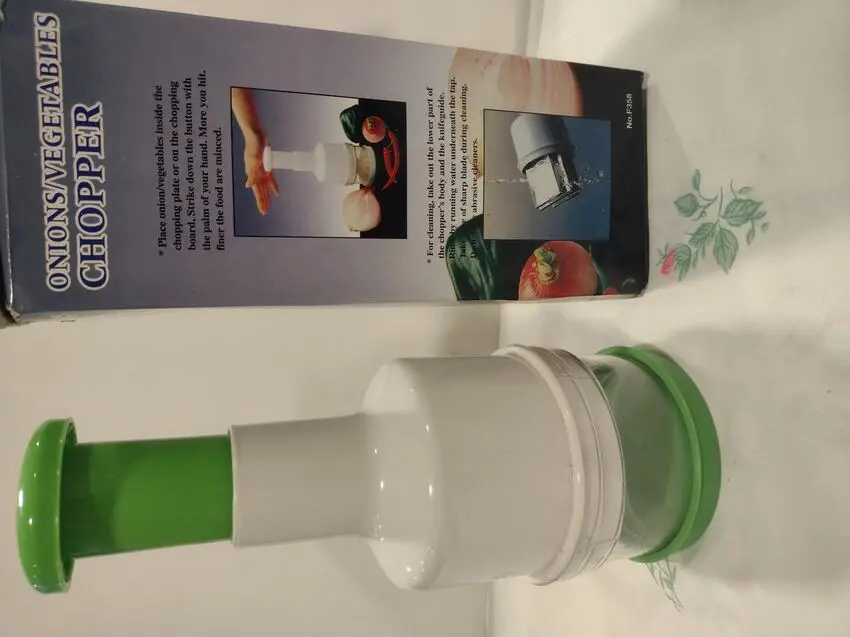 ONIONS/VEGETABLES
CHOPPER
* Place onion/vegetables inside the
chopping plate or on the chopping
board. Strike down the button with
the palm of your hand. More you hit.
finer the food are minced.
* For cleaning, take out the lower part of
the chopper's body and the knifeguide.
by running water underneath the tap.
of sharp blade during cleaning.
abrasive cleaners.
No.F358